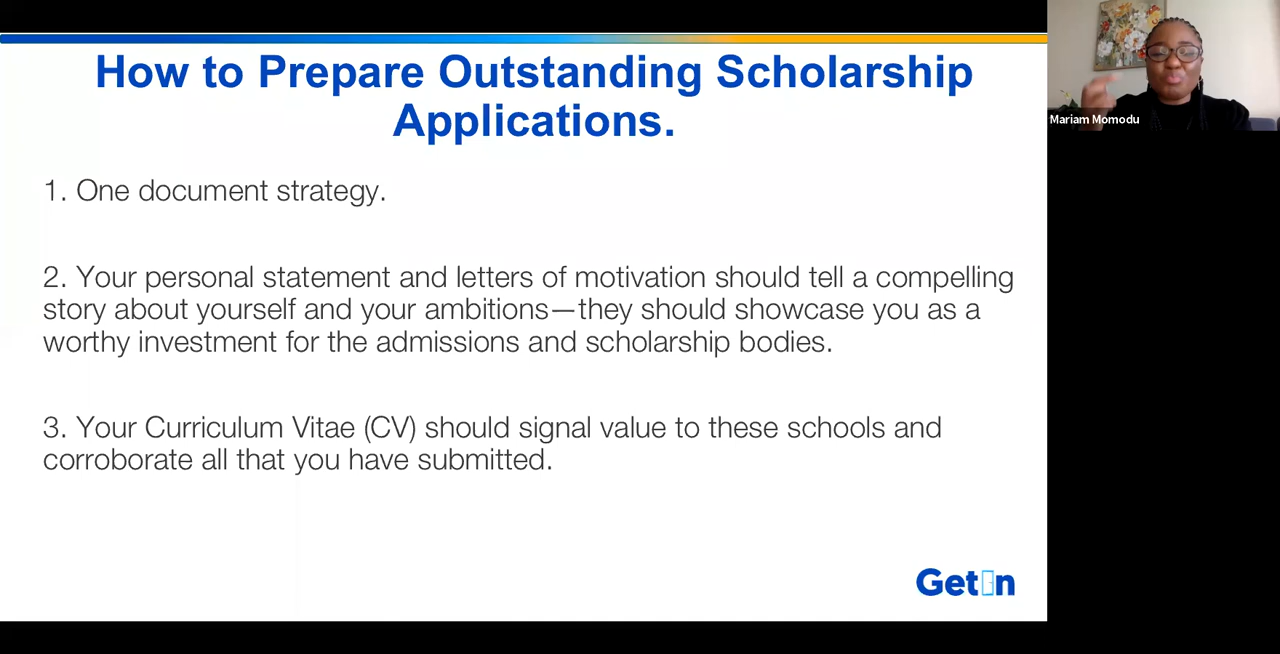 How to Prepare Outstanding Scholarship
Applications.
1. One document strategy.
2. Your personal statement and letters of motivation should tell a compelling
story about yourself and your ambitions—they should showcase you as a
worthy investment for the admissions and scholarship bodies.
3. Your Curriculum Vitae (CV) should signal value to these schools and
corroborate all that you have submitted.
GetIn
Mariam Momodu